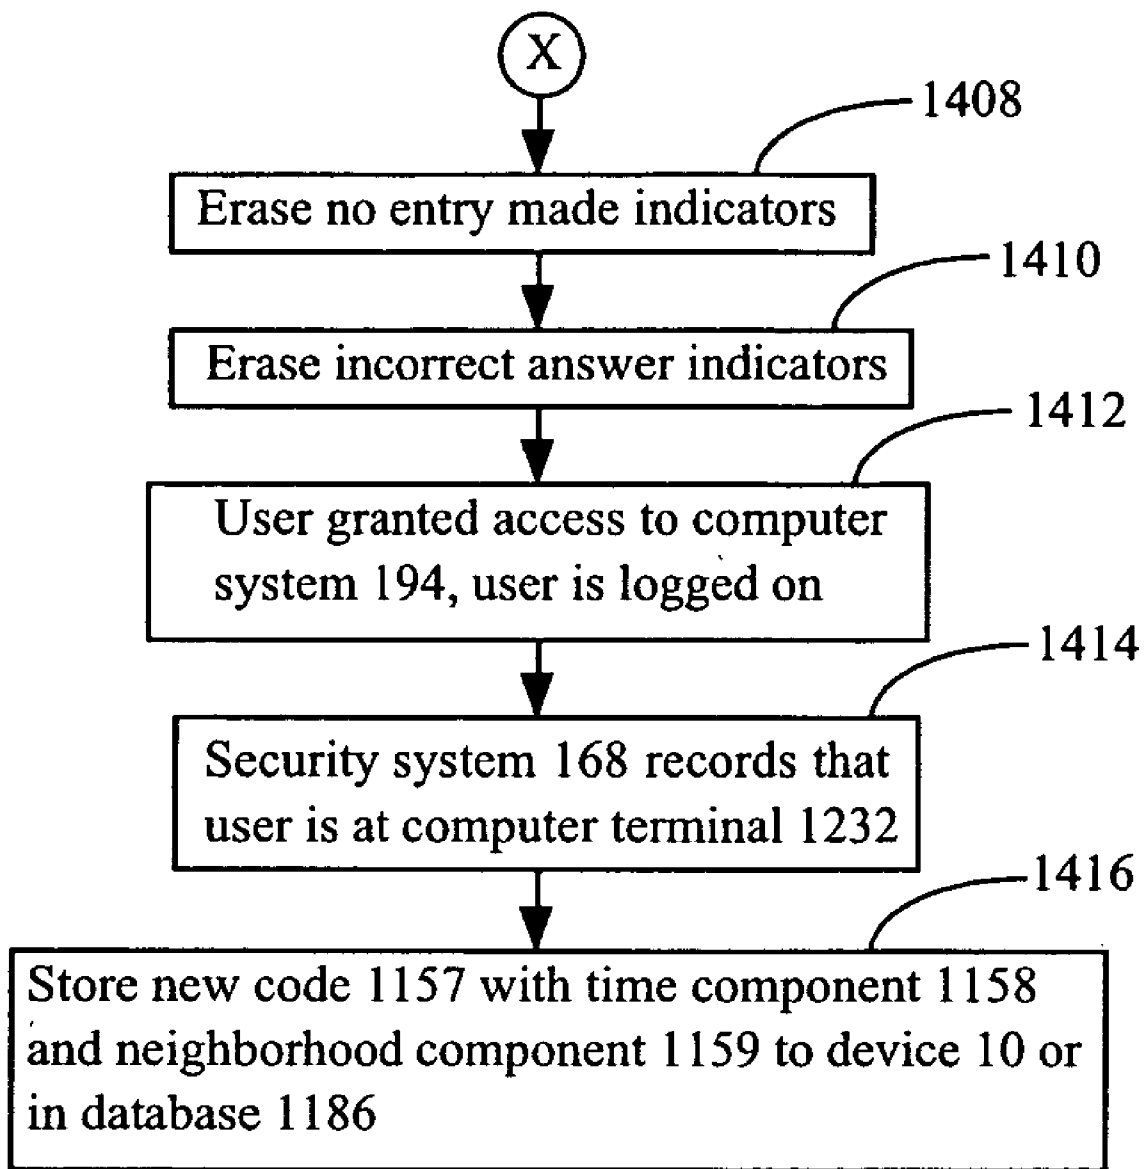 X
1408
Erase no entry made indicators
1410
Erase incorrect answer indicators
1412
User granted access to computer
system 194, user is logged on
1414
Security system 168 records that
user is at computer terminal 1232
1416
Store new code 1157 with time component 1158
and neighborhood component 1159 to device 10 or
in database 1186